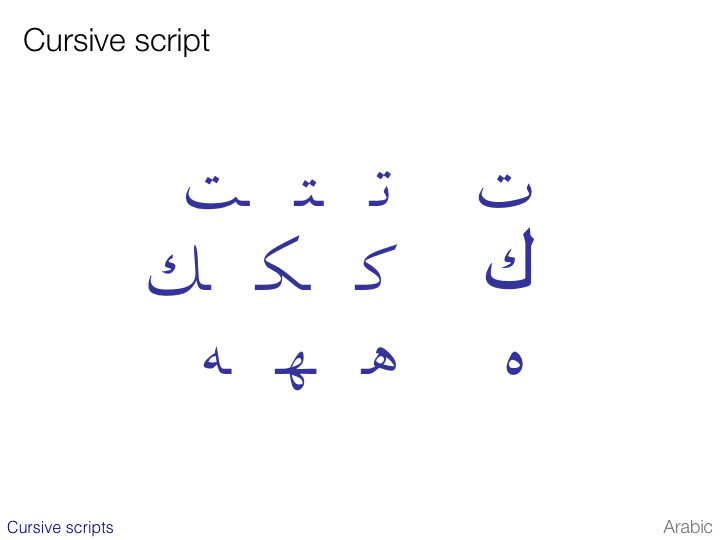 Cursive script
ت تـ ـتـ ـت
ك كـ ـكـ ـك
ه هـ ـهـ ـه
Cursive scripts
Arabic